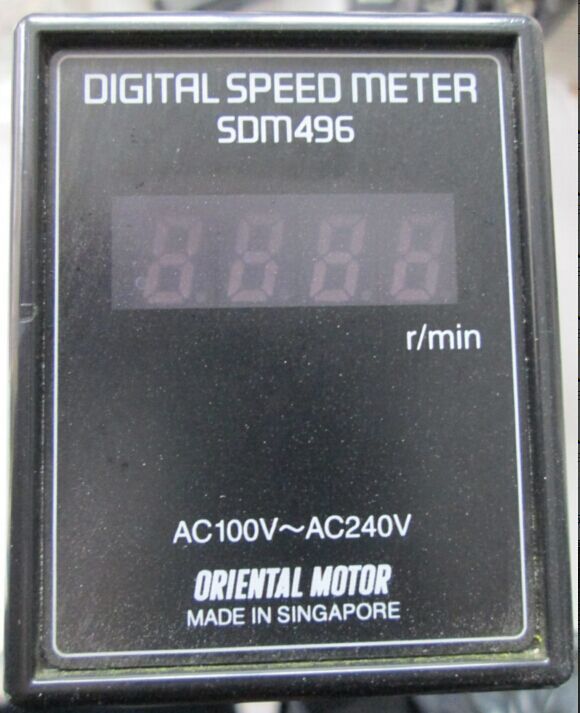 DIGITAL SPEED METER
SDM496
r/min
AC100V～AC240V
ORIENTAL MOTOR
MADE IN SINGAPORE